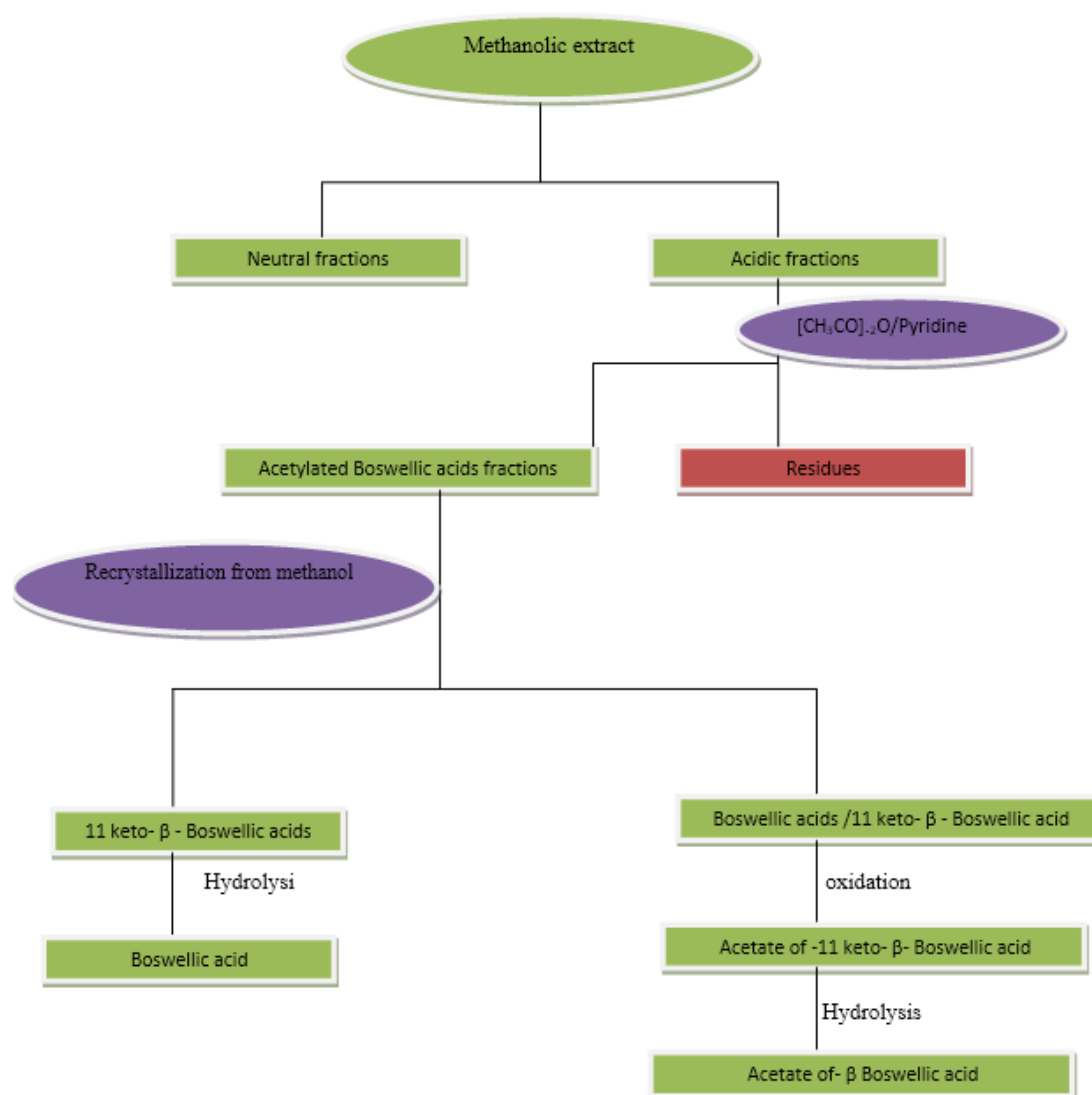 Methanolic extract
Neutral fractions
Acidic fractions
[CH₃CO].₂O/Pyridine
Acetylated Boswellic acids fractions
Residues
Recrystallization from methanol
11 keto- β - Boswellic acids
Boswellic acids /11 keto- β - Boswellic acid
Hydrolysi
oxidation
Boswellic acid
Acetate of -11 keto- β- Boswellic acid
Hydrolysis
Acetate of- β Boswellic acid